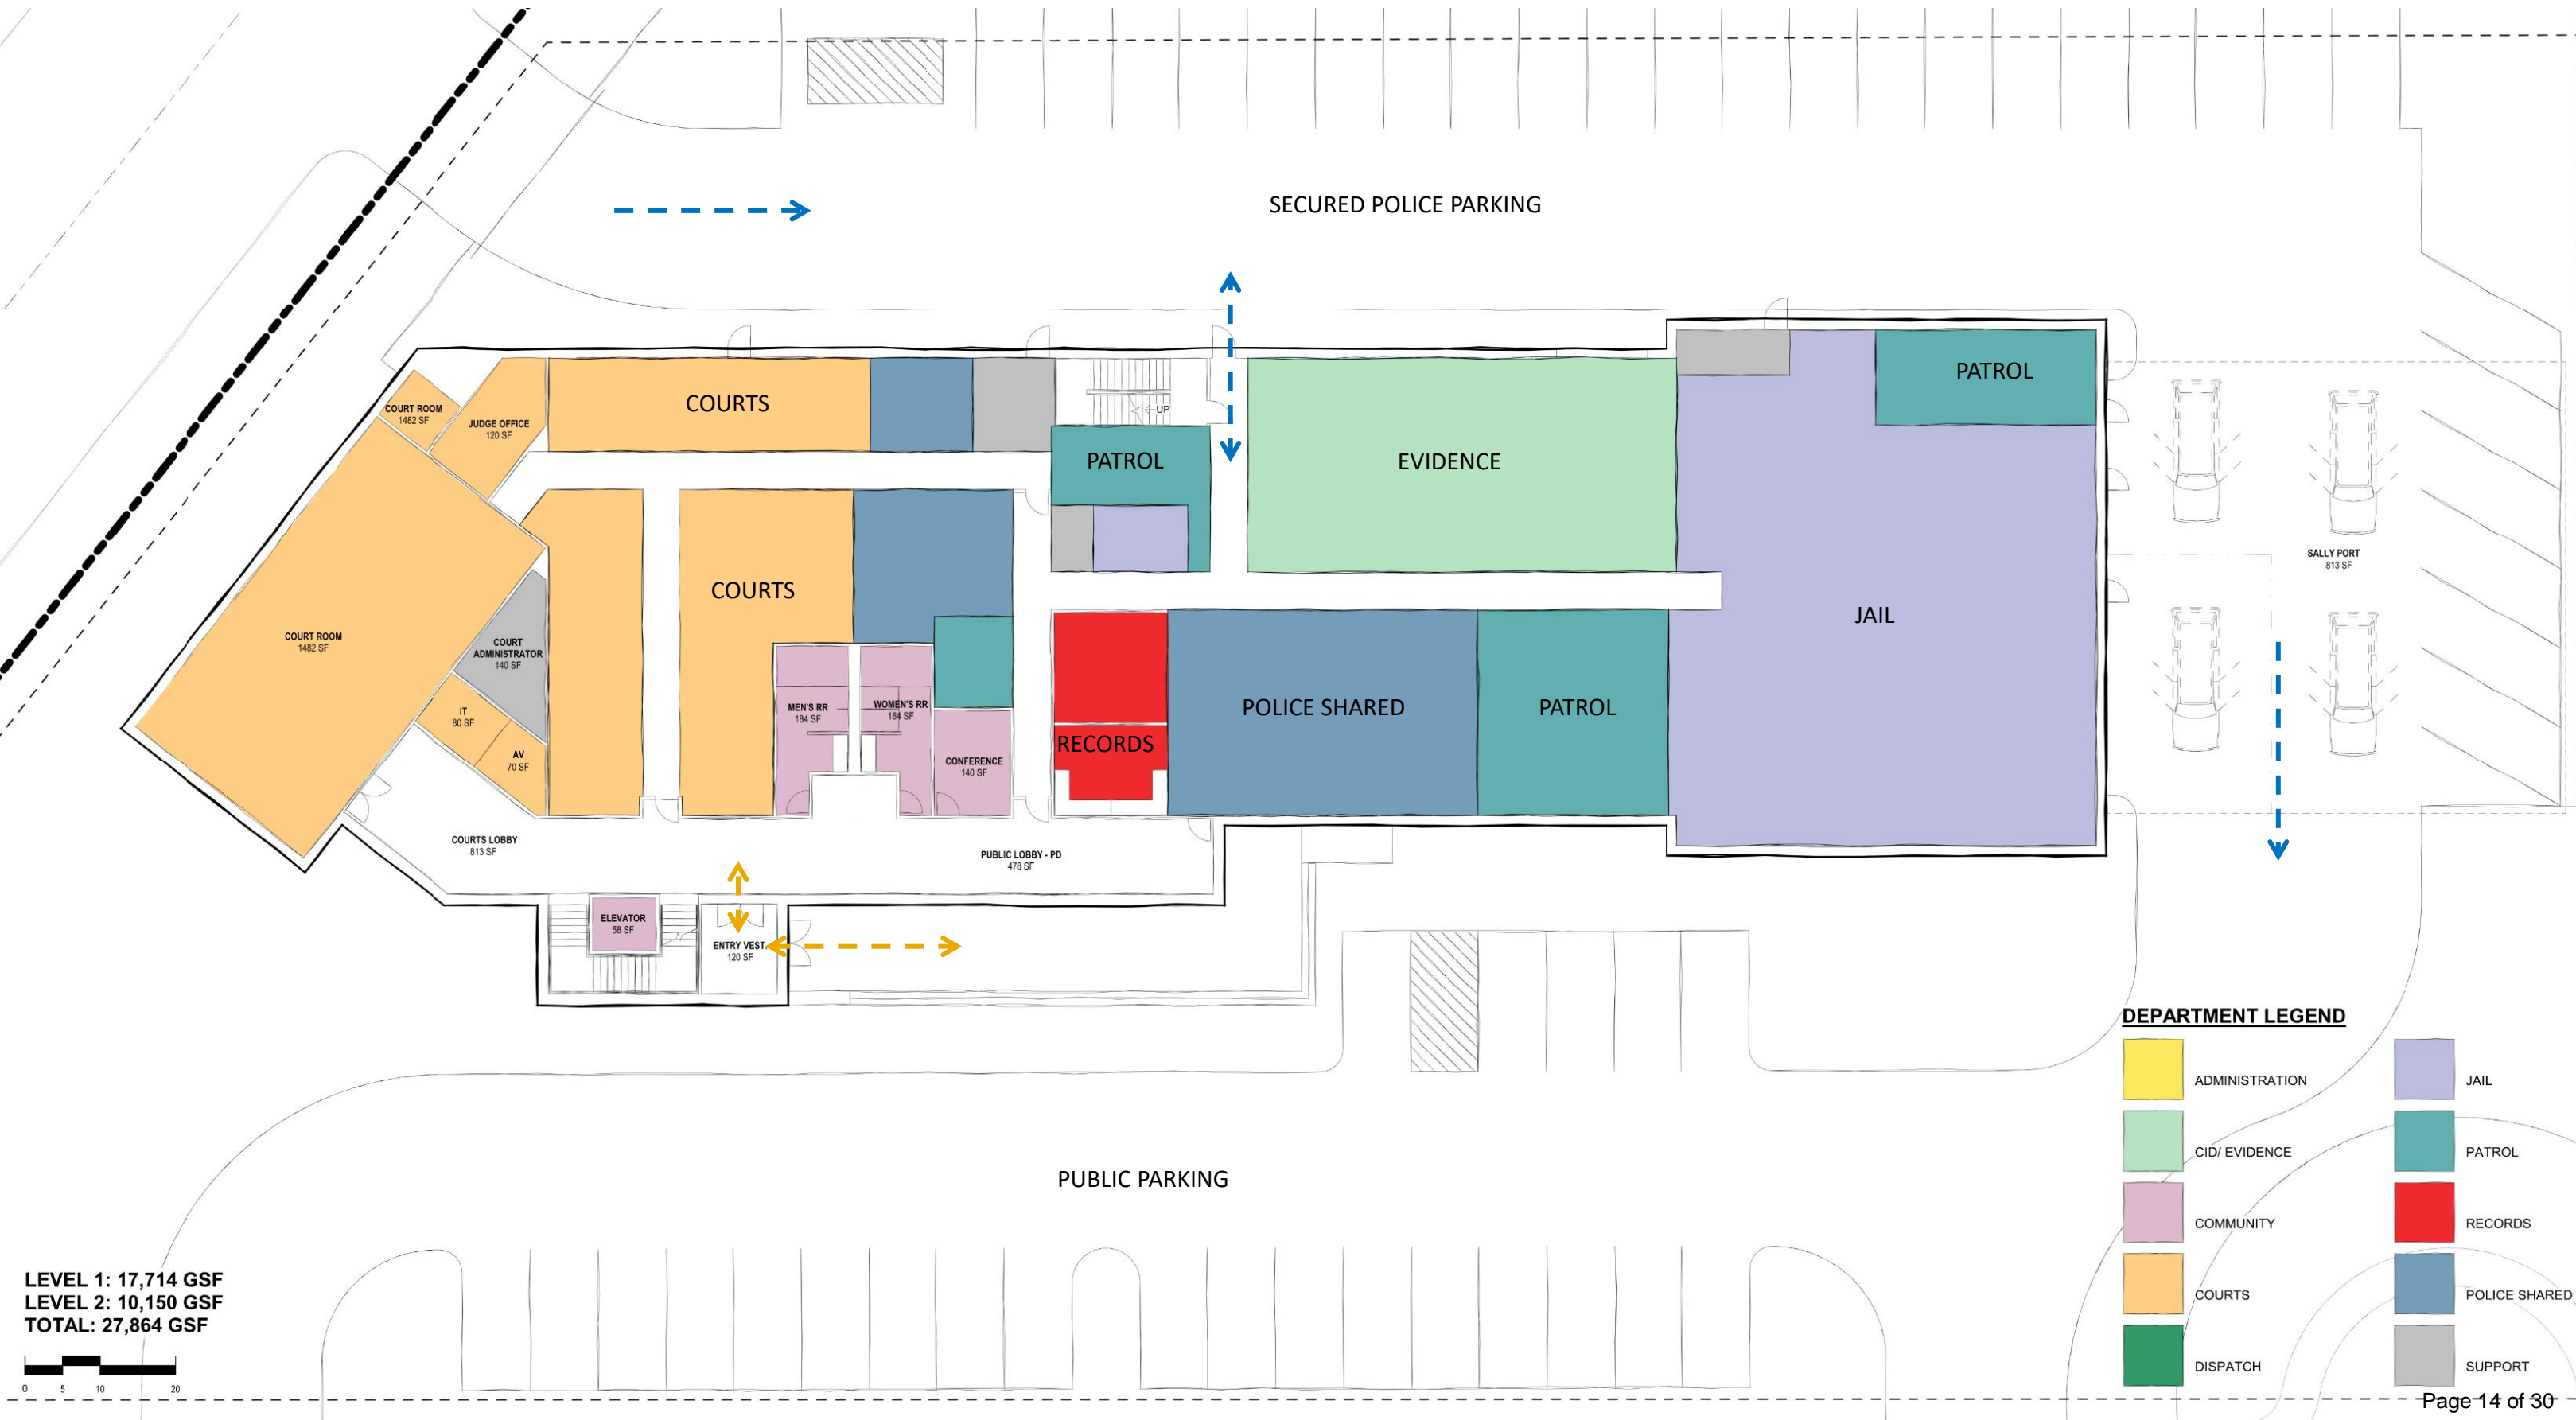 SECURED POLICE PARKING
COURT ROOM
1482 SF
JUDGE OFFICE
120 SF
COURTS
UP
PATROL
EVIDENCE
PATROL
SALLY PORT
813 SF
COURTS
JAIL
COURT ROOM
1482 SF
COURT
ADMINISTRATOR
140 SF
IT
80 SF
AV
70 SF
MEN'S RR
184 SF
WOMEN'S RR
184 SF
CONFERENCE
140 SF
RECORDS
POLICE SHARED
PATROL
COURTS LOBBY
813 SF
PUBLIC LOBBY - PD
478 SF
ELEVATOR
58 SF
ENTRY VEST.
120 SF
PUBLIC PARKING
DEPARTMENT LEGEND
ADMINISTRATION
CID/ EVIDENCE
COMMUNITY
COURTS
DISPATCH
JAIL
PATROL
RECORDS
POLICE SHARED
SUPPORT
LEVEL 1: 17,714 GSF
LEVEL 2: 10,150 GSF
TOTAL: 27,864 GSF
0 5 10 20
Page 14 of 30